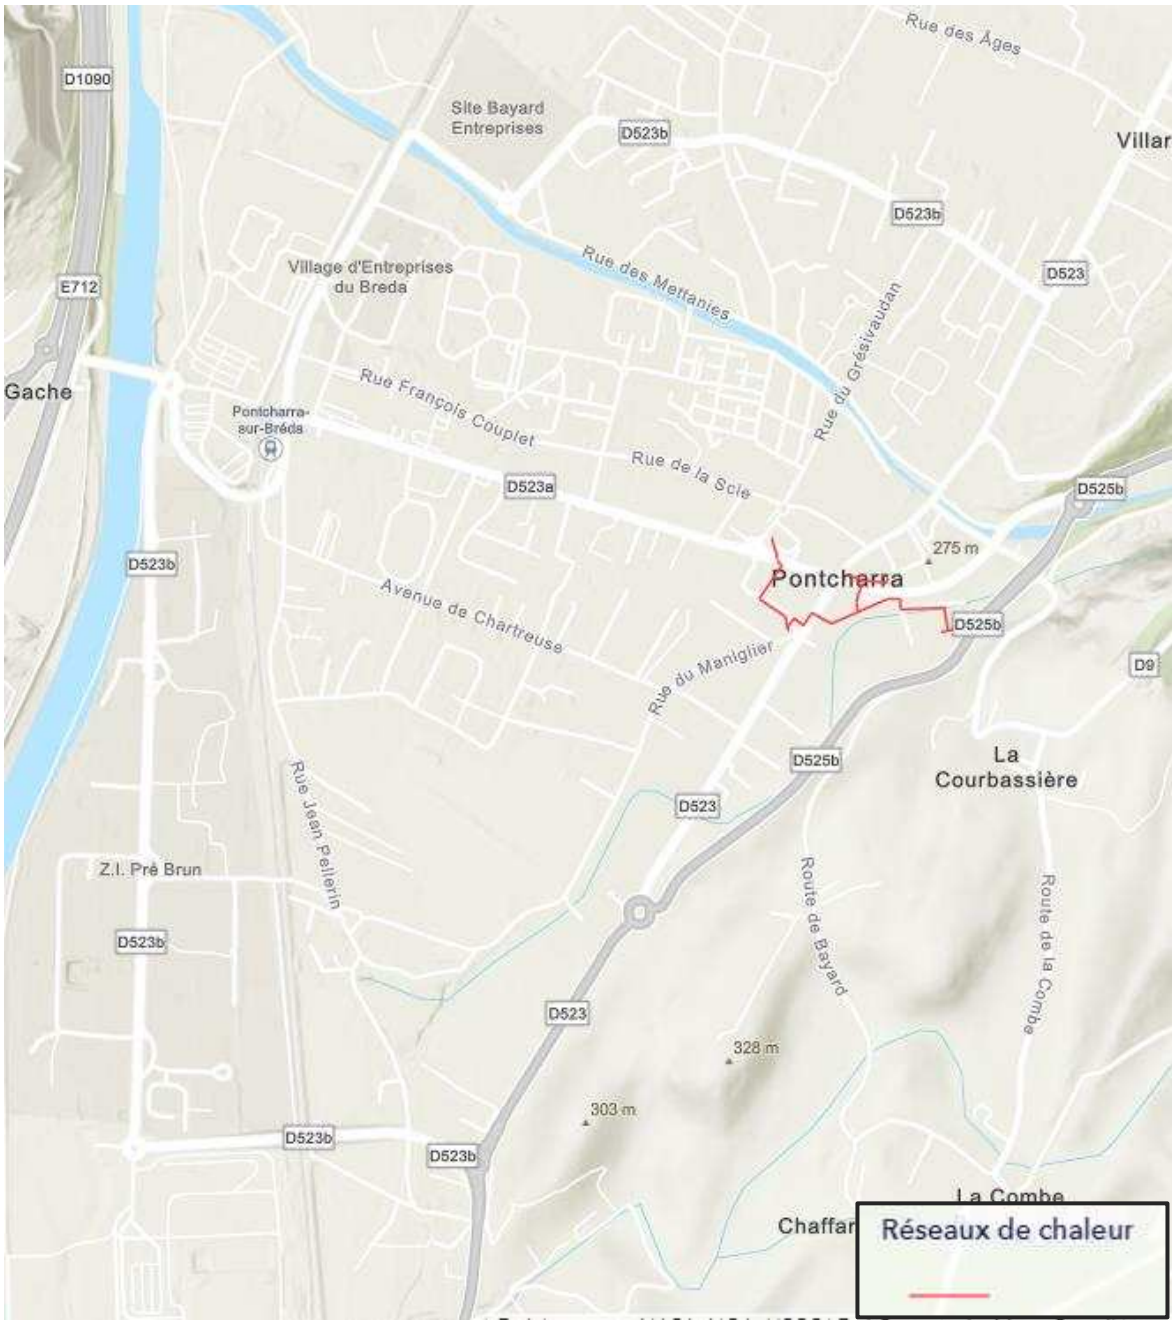 Rue des Âges
D1090
Site Bayard
Entreprises
D523b
Villar
D523b
Rue des Mettanies
Village d'Entreprises
du Breda
D523
E712
Rue du Grésivaudan
Gache
Rue François Couplet
Pontcharra-
sur-Bréda
Rue de la Scie
D523a
D525b
275 m
D523b
Pontcharra
Avenue de Chartreuse
D525b
Rue du Maniglier
D9
La
Courbassière
D525b
Rue Jean Pellerin
D523
Z.I. Pré Brun
Route de Bayard
Route de la Combe
D523b
D523
328 m
303 m
D523b
D523b
La Combe
Chaffar
Réseaux de chaleur